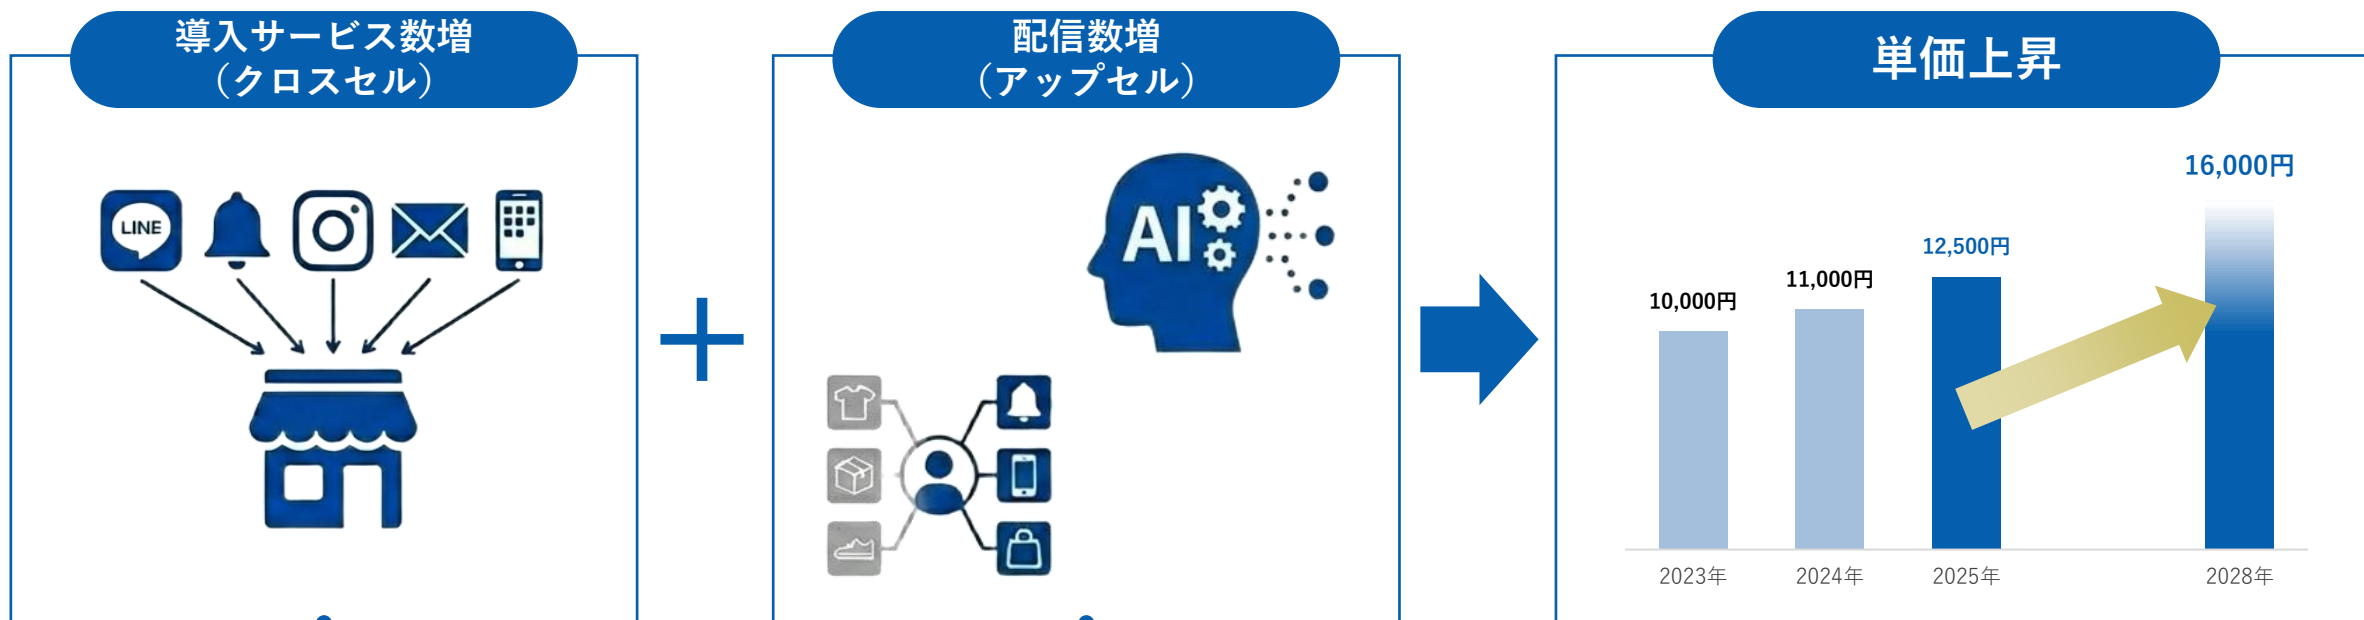 導入サービス数増
（クロスセル）
配信数増
（アップセル）
単価上昇
LINE
AI
16,000円
12,500円
11,000円
10,000円
2023年
2024年
2025年
2028年